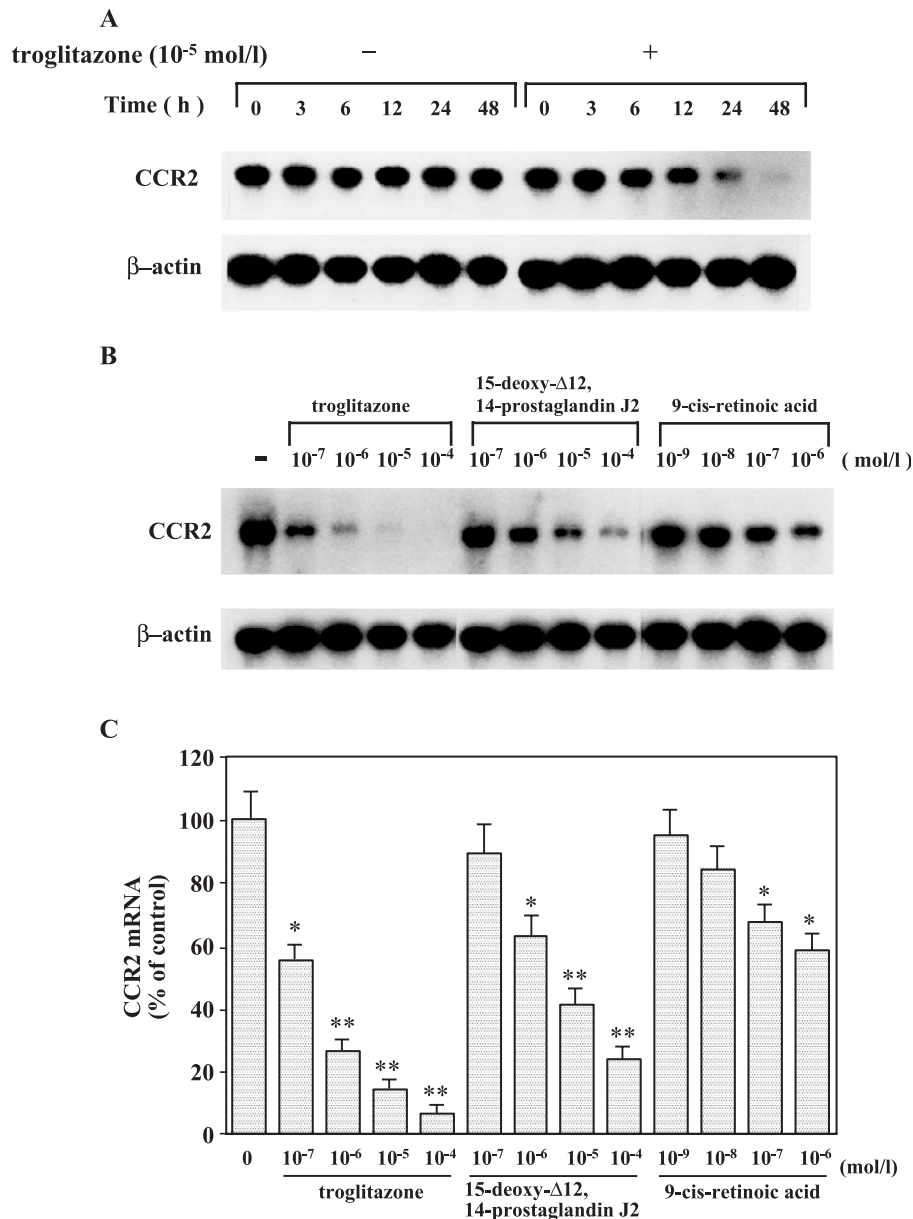 A
troglitazone (10⁻⁵ mol/l) − +
Time ( h ) 0 3 6 12 24 48 0 3 6 12 24 48
CCR2
β–actin
B
troglitazone
15-deoxy-Δ12,
14-prostaglandin J2
9-cis-retinoic acid
- 10⁻⁷ 10⁻⁶ 10⁻⁵ 10⁻⁴ 10⁻⁷ 10⁻⁶ 10⁻⁵ 10⁻⁴ 10⁻⁹ 10⁻⁸ 10⁻⁷ 10⁻⁶ ( mol/l)
CCR2
β–actin
C
CCR2 mRNA
(% of control)
120
100
80
60
40
20
0
* ** ** ** * ** ** * *
0 10⁻⁷ 10⁻⁶ 10⁻⁵ 10⁻⁴ 10⁻⁷ 10⁻⁶ 10⁻⁵ 10⁻⁴ 10⁻⁹ 10⁻⁸ 10⁻⁷ 10⁻⁶ (mol/l)
troglitazone
15-deoxy-Δ12,
14-prostaglandin J2
9-cis-retinoic acid